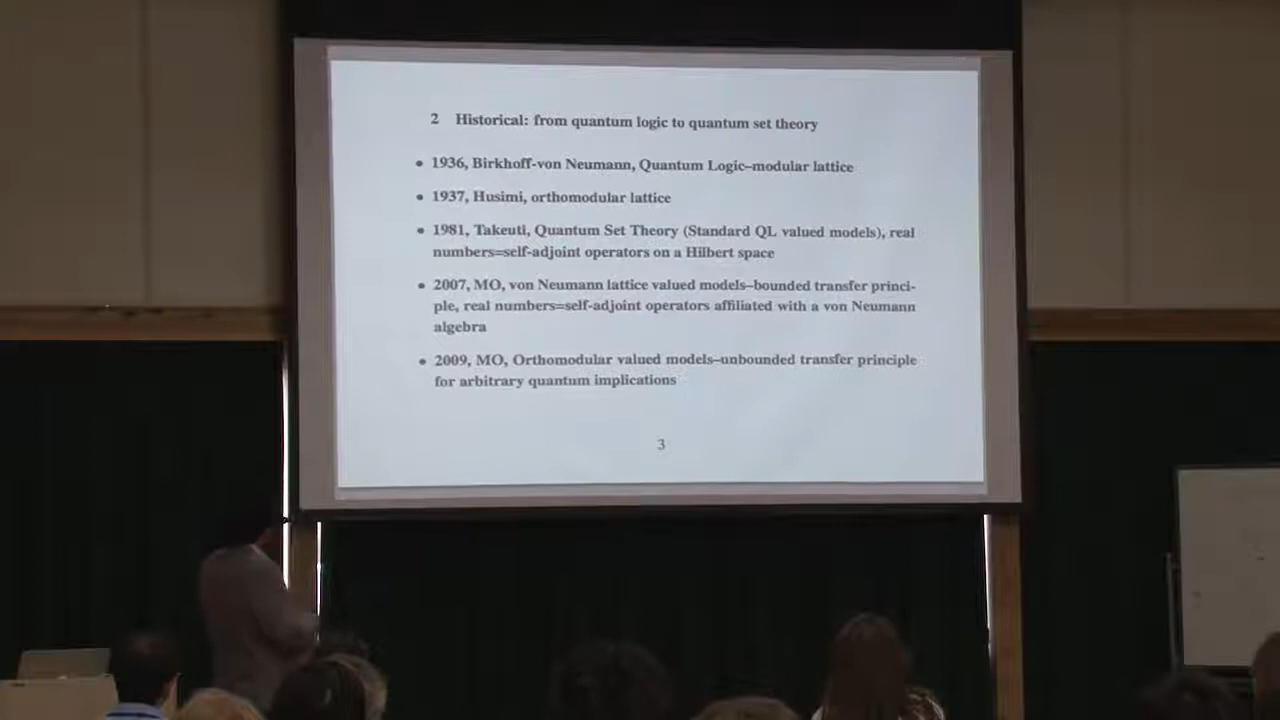 2 Historical: from quantum logic to quantum set theory
• 1936, Birkhoff-von Neumann, Quantum Logic–modular lattice
• 1937, Husimi, orthomodular lattice
• 1981, Takeuti, Quantum Set Theory (Standard QL valued models), real
numbers=self-adjoint operators on a Hilbert space
• 2007, MO, von Neumann lattice valued models–bounded transfer princi-
ple, real numbers=self-adjoint operators affiliated with a von Neumann
algebra
• 2009, MO, Orthomodular valued models–unbounded transfer principle
for arbitrary quantum implications
3